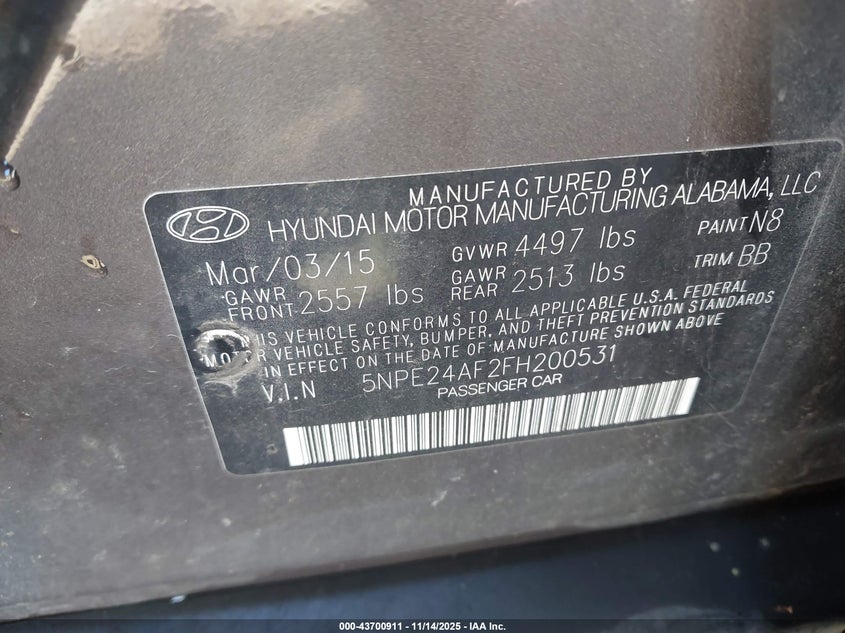 MANUFACTURED BY
HYUNDAI MOTOR MANUFACTURING ALABAMA, LLC
Mar/03/15 GVWR 4497 lbs PAINT N8
GAWR FRONT 2557 lbs GAWR REAR 2513 lbs TRIM BB
THIS VEHICLE CONFORMS TO ALL APPLICABLE U.S.A. FEDERAL
MOTOR VEHICLE SAFETY, BUMPER, AND THEFT PREVENTION STANDARDS
IN EFFECT ON THE DATE OF MANUFACTURE SHOWN ABOVE
V.I.N 5NPE24AF2FH200531
PASSENGER CAR
000-43700911 - 11/14/2025 - IAA Inc.